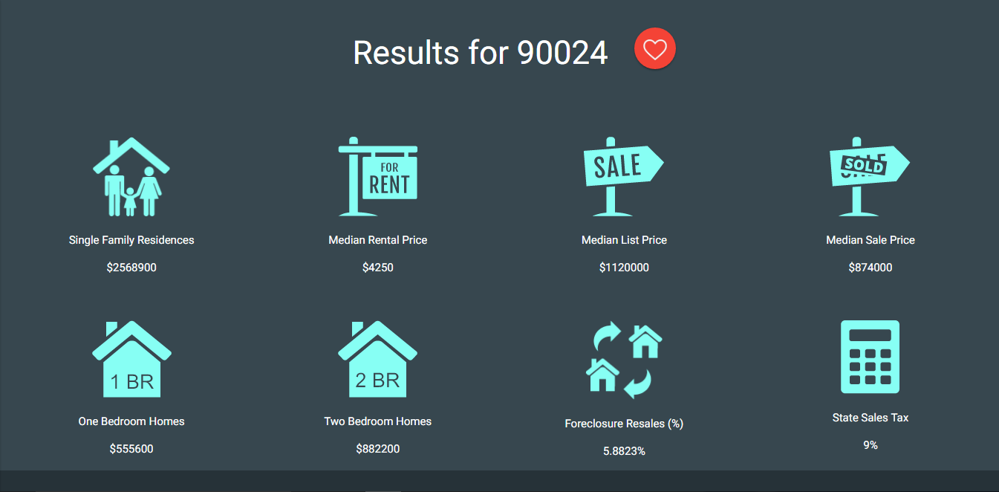 Results for 90024
FOR
RENT
SALE
SOLD
Single Family Residences
Median Rental Price
Median List Price
Median Sale Price
$2568900
$4250
$1120000
$874000
1 BR
2 BR
One Bedroom Homes
Two Bedroom Homes
Foreclosure Resales (%)
State Sales Tax
$555600
$882200
5.8823%
9%